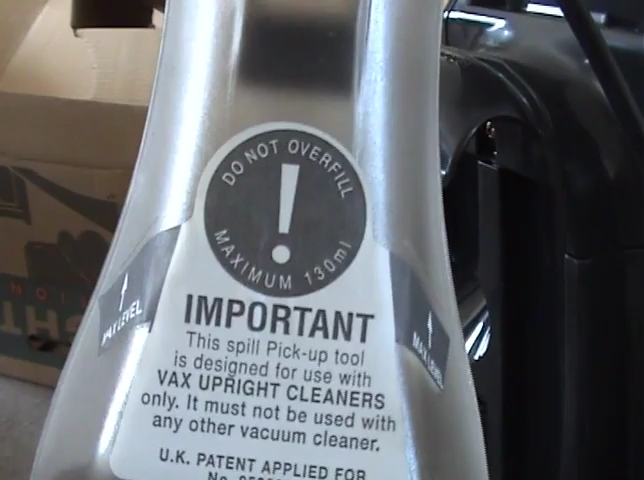 DO NOT OVERFILL
!
MAXIMUM 130ml
IMPORTANT
This spill Pick-up tool
is designed for use with
VAX UPRIGHT CLEANERS
only. It must not be used with
any other vacuum cleaner.
U.K. PATENT APPLIED FOR
No.
MAX LEVEL
MAX LEVEL